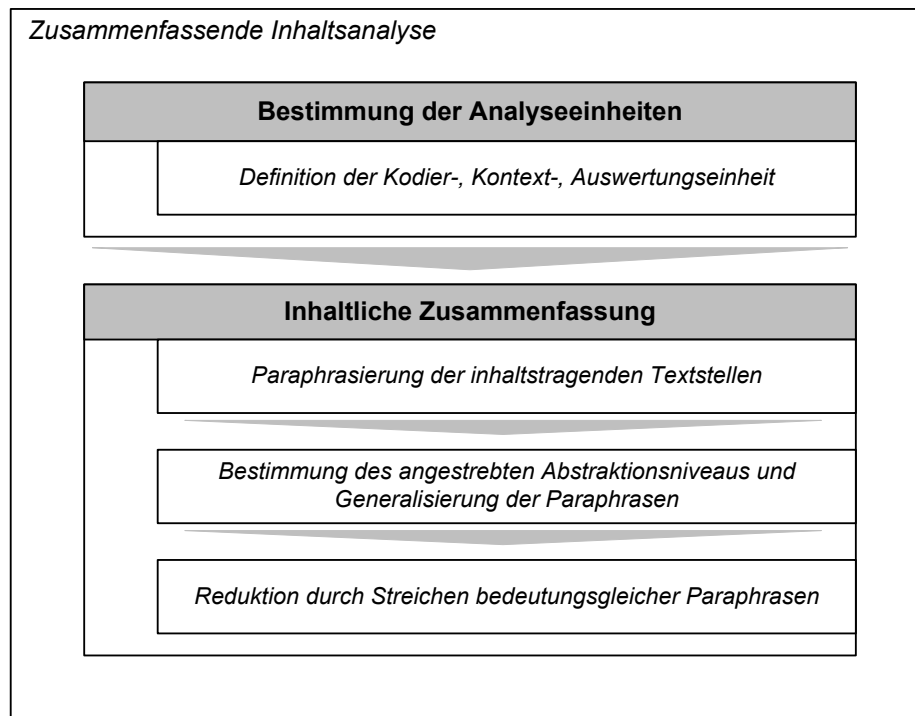 Zusammenfassende Inhaltsanalyse
Bestimmung der Analyseeinheiten
Definition der Kodier-, Kontext-, Auswertungseinheit
Inhaltliche Zusammenfassung
Paraphrasierung der inhaltstragenden Textstellen
Bestimmung des angestrebten Abstraktionsniveaus und
Generalisierung der Paraphrasen
Reduktion durch Streichen bedeutungsgleicher Paraphrasen